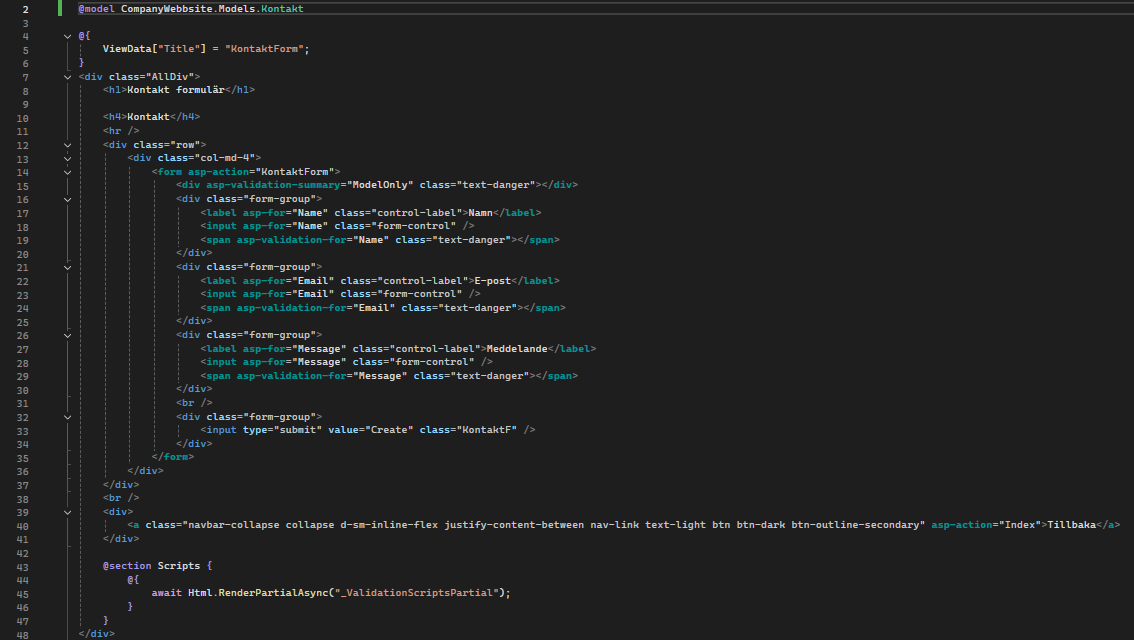 2 @model CompanyWebbsite.Models.Kontakt
3
4 @{
5     ViewData["Title"] = "KontaktForm";
6 }
7 <div class="AllDiv">
8     <h1>Kontakt formulär</h1>
9
10     <h4>Kontakt</h4>
11     <hr />
12     <div class="row">
13         <div class="col-md-4">
14             <form asp-action="KontaktForm">
15                 <div asp-validation-summary="ModelOnly" class="text-danger"></div>
16                 <div class="form-group">
17                     <label asp-for="Name" class="control-label">Namn</label>
18                     <input asp-for="Name" class="form-control" />
19                     <span asp-validation-for="Name" class="text-danger"></span>
20                 </div>
21                 <div class="form-group">
22                     <label asp-for="Email" class="control-label">E-post</label>
23                     <input asp-for="Email" class="form-control" />
24                     <span asp-validation-for="Email" class="text-danger"></span>
25                 </div>
26                 <div class="form-group">
27                     <label asp-for="Message" class="control-label">Meddelande</label>
28                     <input asp-for="Message" class="form-control" />
29                     <span asp-validation-for="Message" class="text-danger"></span>
30                 </div>
31                 <br />
32                 <div class="form-group">
33                     <input type="submit" value="Create" class="KontaktF" />
34                 </div>
35             </form>
36         </div>
37     </div>
38     <br />
39     <div>
40         <a class="navbar-collapse collapse d-sm-inline-flex justify-content-between nav-link text-light btn btn-dark btn-outline-secondary" asp-action="Index">Tillbaka</a>
41     </div>
42
43     @section Scripts {
44         @{
45             await Html.RenderPartialAsync("_ValidationScriptsPartial");
46         }
47     }
48 </div>